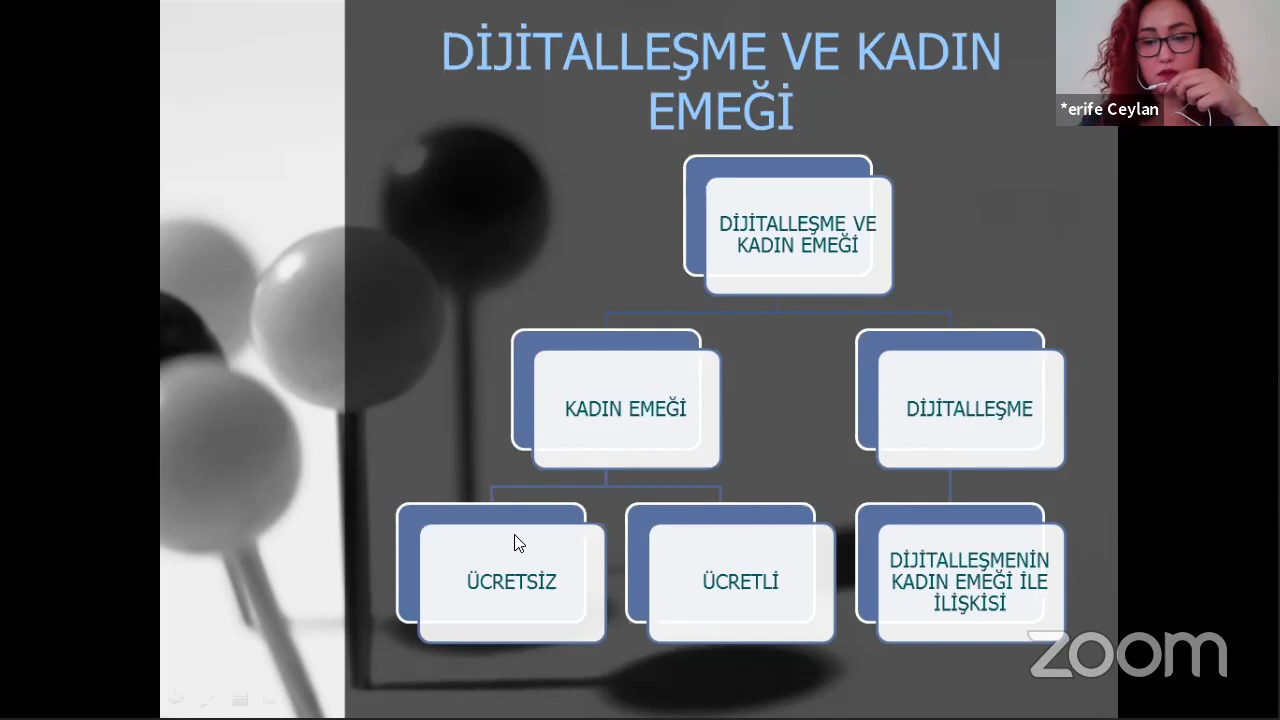 DİJİTALLEŞME VE KADIN
EMEĞİ
*erife Ceylan
DİJİTALLEŞME VE
KADIN EMEĞİ
KADIN EMEĞİ
DİJİTALLEŞME
ÜCRETSİZ
ÜCRETLİ
DİJİTALLEŞMENİN
KADIN EMEĞİ İLE
İLİŞKİSİ
zoom